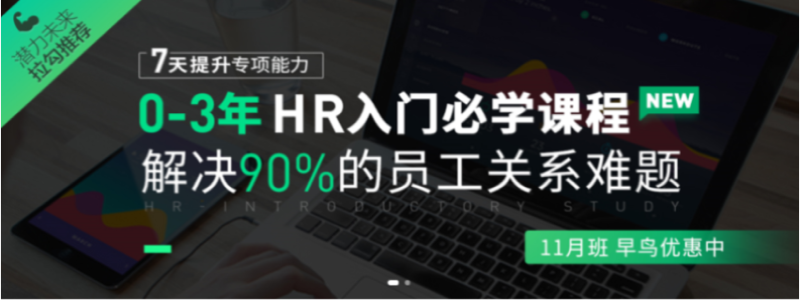 潜力未来
拉勾推荐
7天提升专项能力
0-3年 HR入门必学课程 NEW
解决90%的员工关系难题
HR-INTRODUCTORY STUDY
11月班 早鸟优惠中